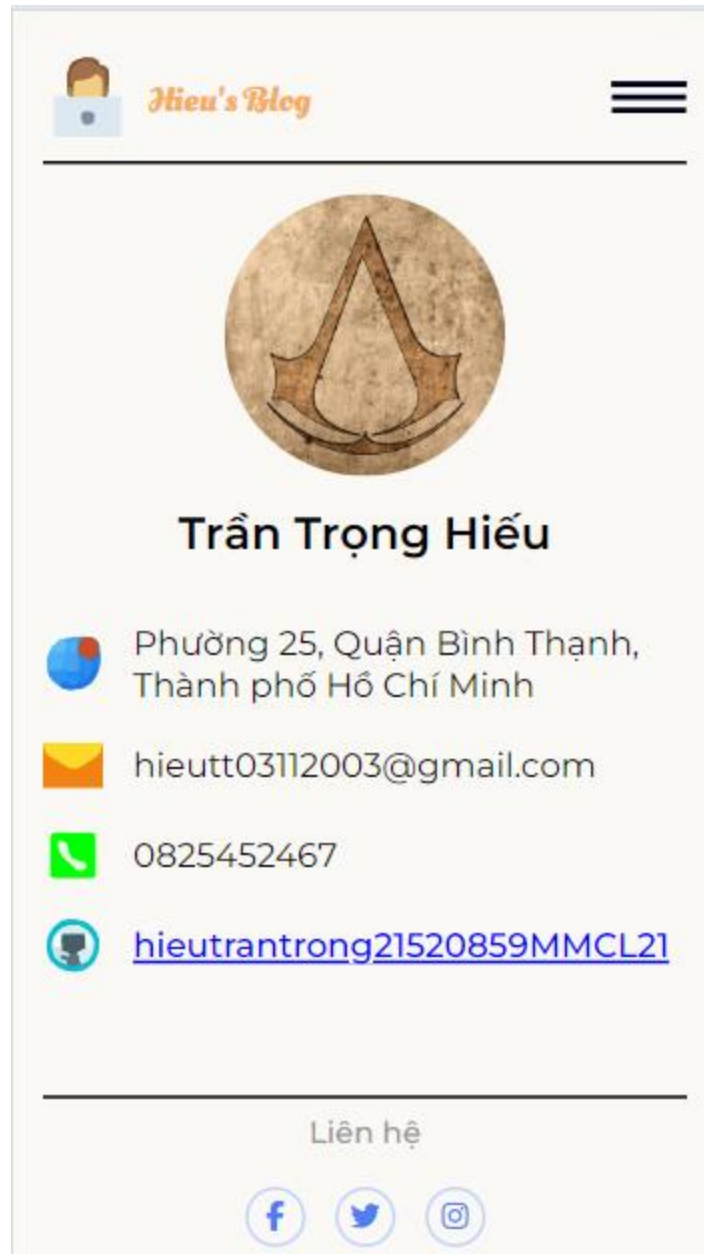 Hieu's Blog
Trần Trọng Hiếu
Phường 25, Quận Bình Thạnh,
Thành phố Hồ Chí Minh
hieutt03112003@gmail.com
0825452467
hieutrantrong21520859MMCL21
Liên hệ